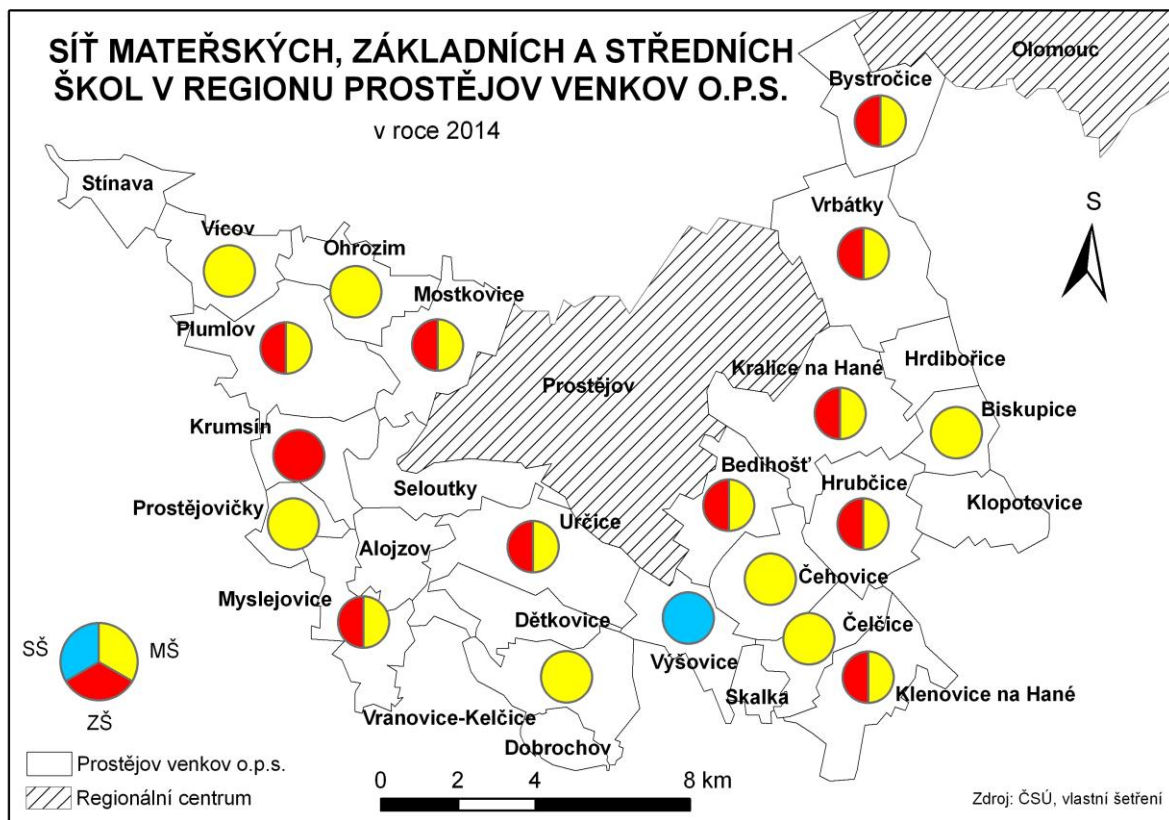 SÍŤ MATEŘSKÝCH, ZÁKLADNÍCH A STŘEDNÍCH
ŠKOL V REGIONU PROSTĚJOV VENKOV O.P.S.
v roce 2014
Olomouc
Bystročice
Stínava
Vrbátky
S
Vícov
Ohrozim
Mostkovice
Plumlov
Prostějov
Kralice na Hané
Hrdibořice
Biskupice
Krumsín
Seloutky
Bedihošť
Hrubčice
Klopotovice
Prostějovičky
Určice
Alojzov
Čehovice
Myslejovice
Dětkovice
Čelčice
Výšovice
Skalka
Klenovice na Hané
Vranovice-Kelčice
Dobrochov
SŠ
MŠ
ZŠ
Prostějov venkov o.p.s.
Regionální centrum
0 2 4 8 km
Zdroj: ČSÚ, vlastní šetření